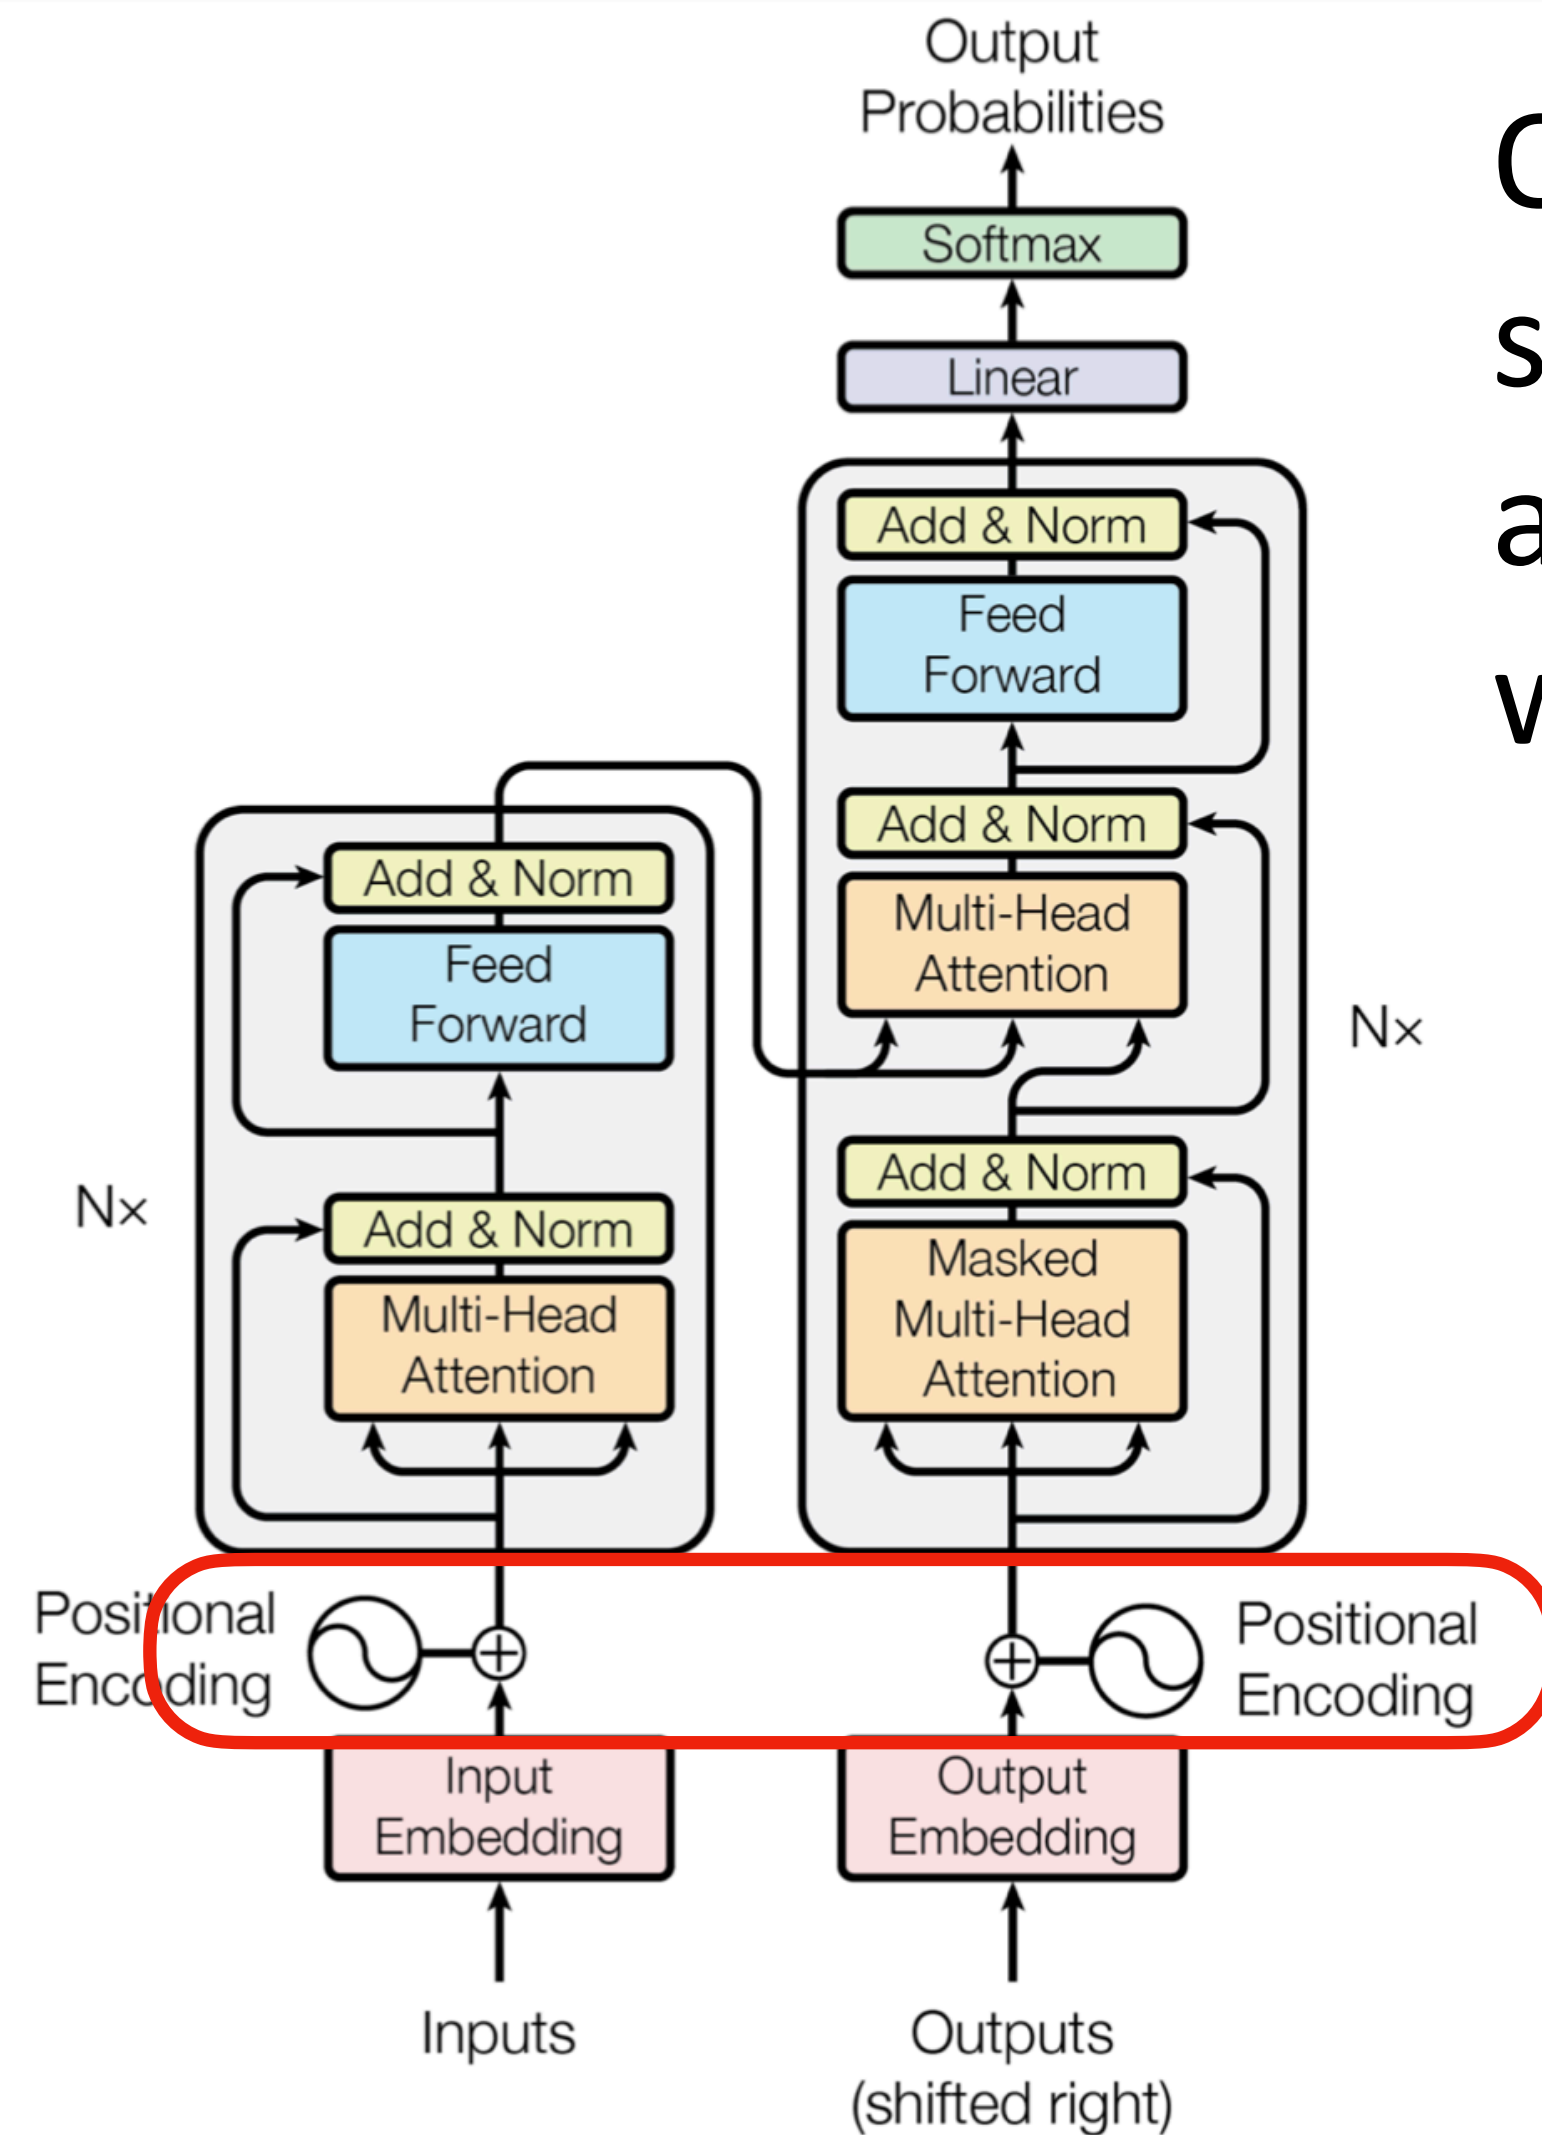 Output
Probabilities
Softmax
Linear
Add & Norm
Feed
Forward
Add & Norm
Multi-Head
Attention
Add & Norm
Masked
Multi-Head
Attention
N×
Add & Norm
Feed
Forward
Add & Norm
Multi-Head
Attention
N×
Positional
Encoding
Positional
Encoding
Input
Embedding
Output
Embedding
Inputs
Outputs
(shifted right)